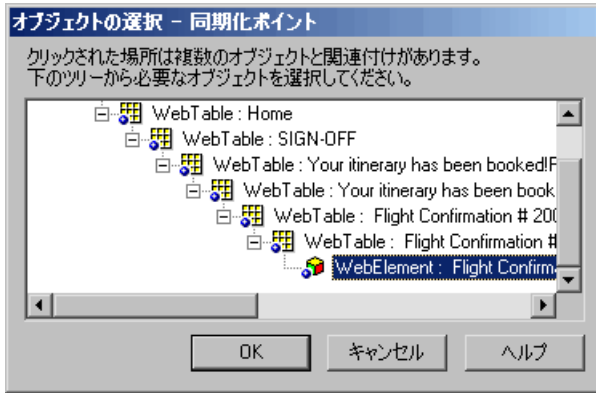 オブジェクトの選択 - 同期化ポイント
クリックされた場所は複数のオブジェクトと関連付けがあります。
下のツリーから必要なオブジェクトを選択してください。
WebTable : Home
WebTable : SIGN-OFF
WebTable : Your itinerary has been booked!F
WebTable : Your itinerary has been book
WebTable : Flight Confirmation # 200
WebTable : Flight Confirmation #
WebElement : Flight Confirm
OK キャンセル ヘルプ